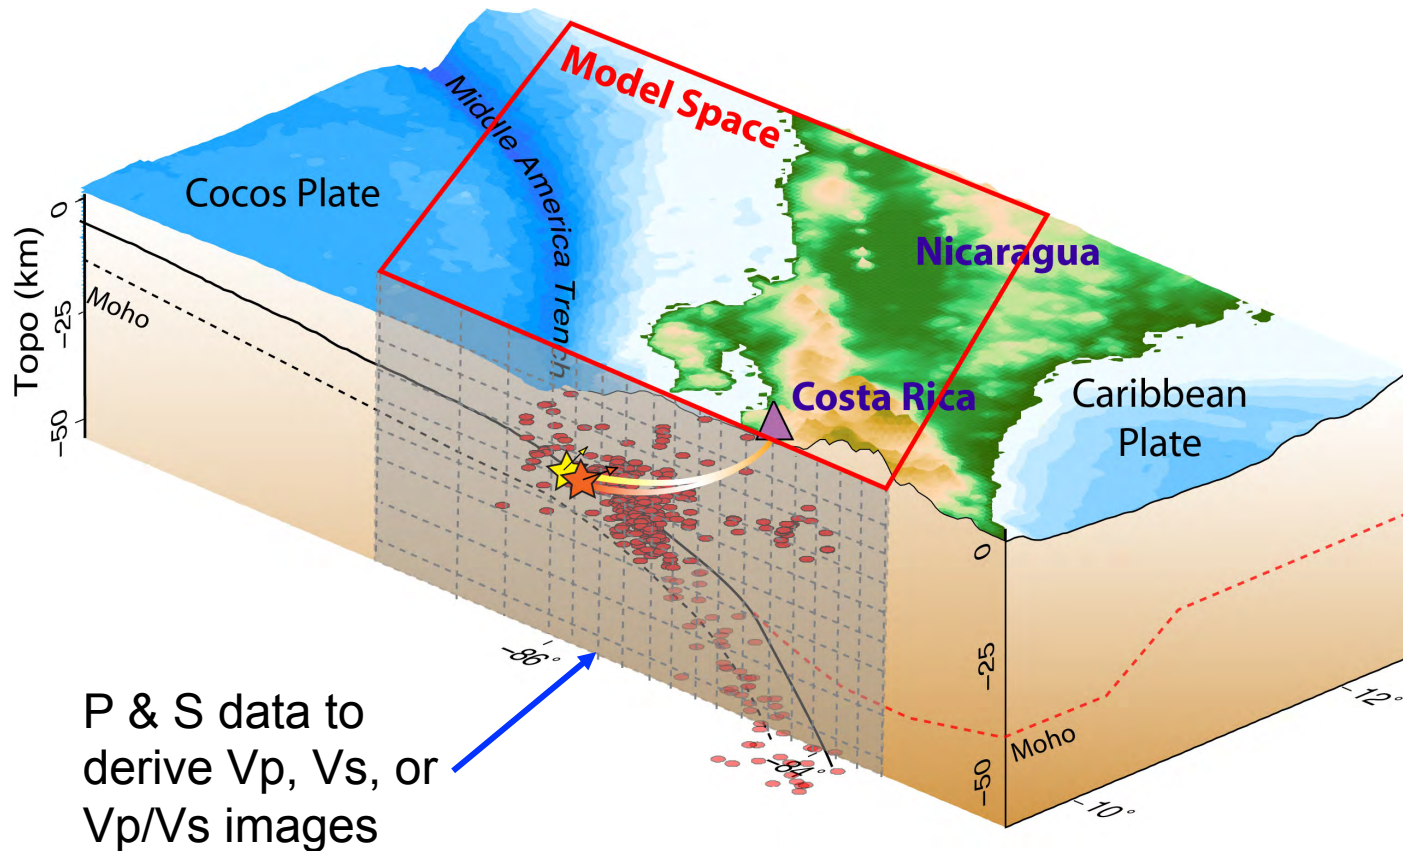 Model Space
Middle America Trench
Cocos Plate
Nicaragua
Costa Rica
Caribbean
Plate
Topo (km)
0
-25
-50
Moho
0
-25
-50
Moho
-86°
-84°
-12°
-10°
P & S data to
derive Vp, Vs, or
Vp/Vs images